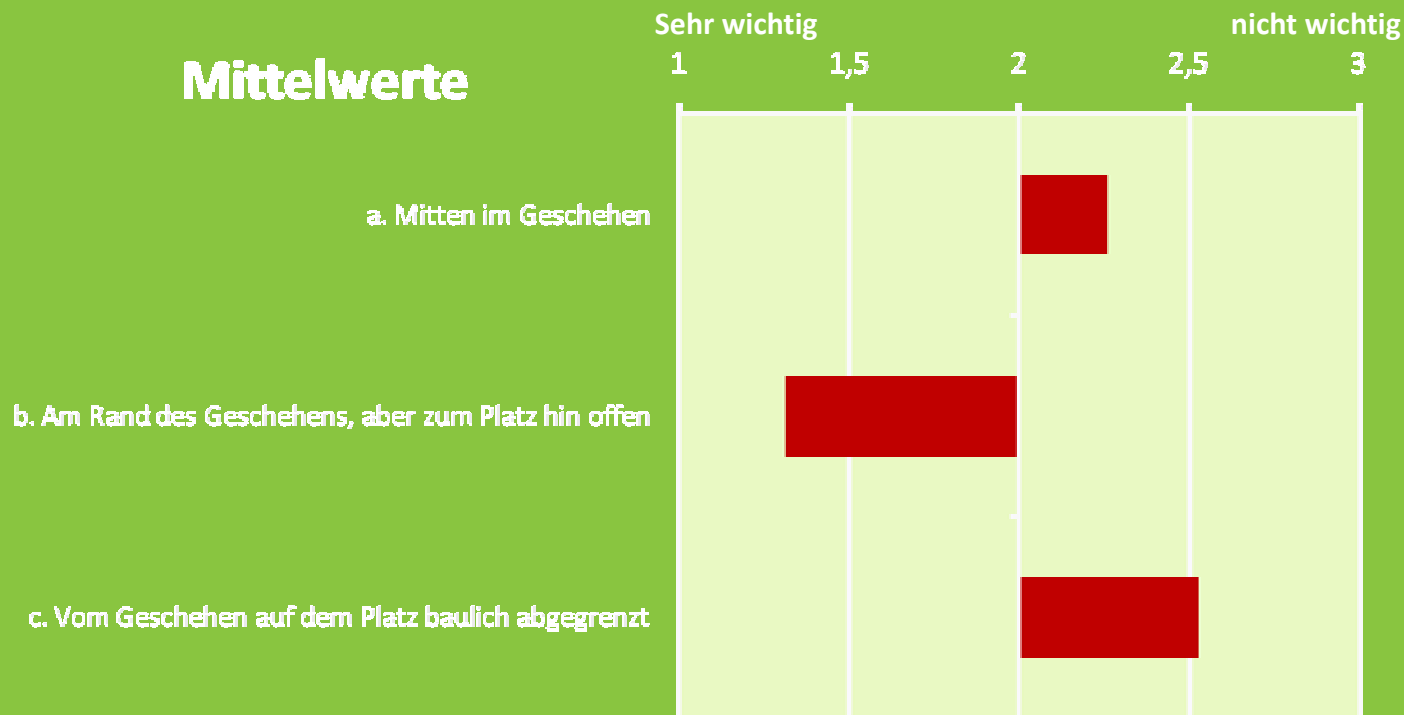 Sehr wichtig nicht wichtig
1 1,5 2 2,5 3
Mittelwerte
a. Mitten im Geschehen
b. Am Rand des Geschehens, aber zum Platz hin offen
c. Vom Geschehen auf dem Platz baulich abgegrenzt